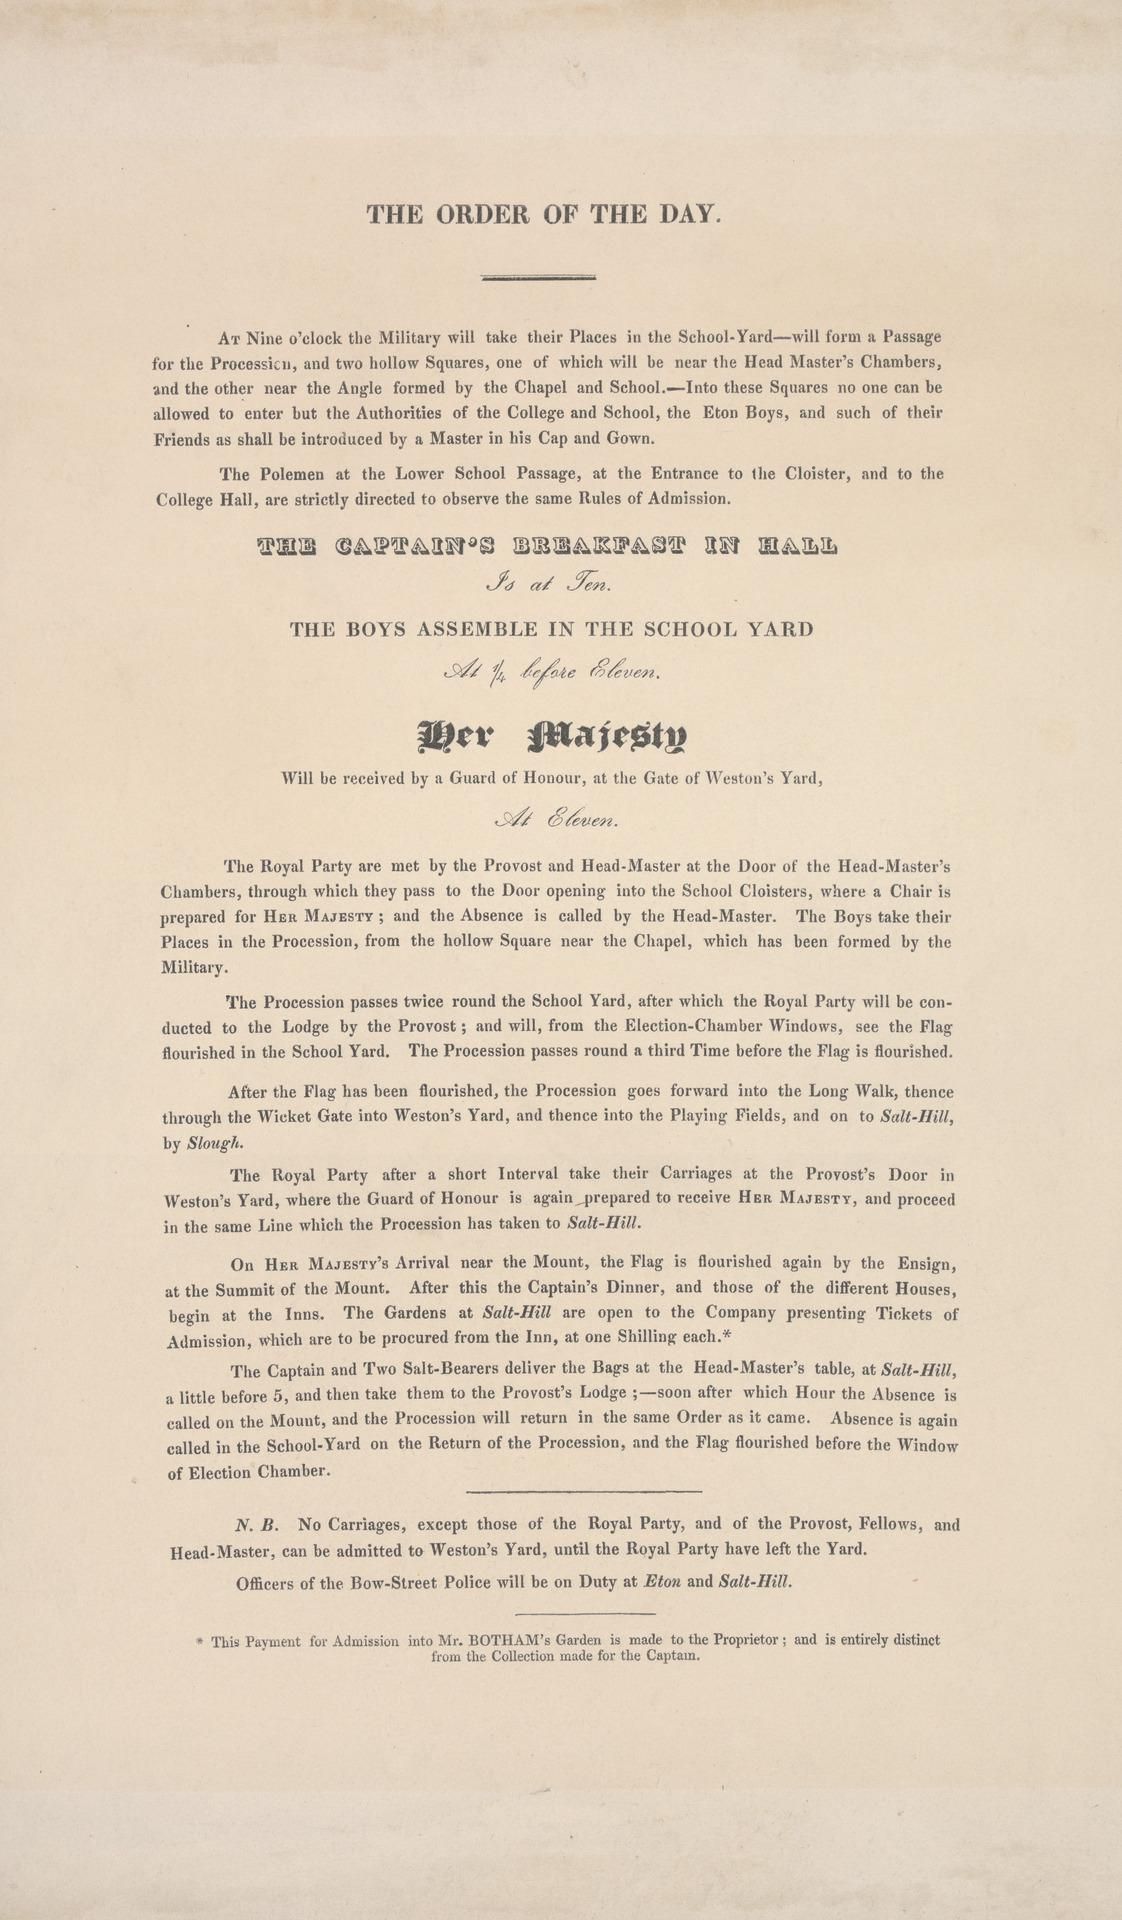 THE ORDER OF THE DAY.
At Nine o'clock the Military will take their Places in the School-Yard—will form a Passage
for the Procession, and two hollow Squares, one of which will be near the Head Master's Chambers,
and the other near the Angle formed by the Chapel and School.—Into these Squares no one can be
allowed to enter but the Authorities of the College and School, the Eton Boys, and such of their
Friends as shall be introduced by a Master in his Cap and Gown.
The Polemen at the Lower School Passage, at the Entrance to the Cloister, and to the
College Hall, are strictly directed to observe the same Rules of Admission.
THE CAPTAIN'S BREAKFAST IN HALL
Is at Ten.
THE BOYS ASSEMBLE IN THE SCHOOL YARD
At ¼ before Eleven.
Her Majesty
Will be received by a Guard of Honour, at the Gate of Weston's Yard,
At Eleven.
The Royal Party are met by the Provost and Head-Master at the Door of the Head-Master's
Chambers, through which they pass to the Door opening into the School Cloisters, where a Chair is
prepared for HER MAJESTY; and the Absence is called by the Head-Master. The Boys take their
Places in the Procession, from the hollow Square near the Chapel, which has been formed by the
Military.
The Procession passes twice round the School Yard, after which the Royal Party will be con-
ducted to the Lodge by the Provost; and will, from the Election-Chamber Windows, see the Flag
flourished in the School Yard. The Procession passes round a third Time before the Flag is flourished.
After the Flag has been flourished, the Procession goes forward into the Long Walk, thence
through the Wicket Gate into Weston's Yard, and thence into the Playing Fields, and on to Salt-Hill,
by Slough.
The Royal Party after a short Interval take their Carriages at the Provost's Door in
Weston's Yard, where the Guard of Honour is again prepared to receive HER MAJESTY, and proceed
in the same Line which the Procession has taken to Salt-Hill.
On HER MAJESTY'S Arrival near the Mount, the Flag is flourished again by the Ensign,
at the Summit of the Mount. After this the Captain's Dinner, and those of the different Houses,
begin at the Inns. The Gardens at Salt-Hill are open to the Company presenting Tickets of
Admission, which are to be procured from the Inn, at one Shilling each.*
The Captain and Two Salt-Bearers deliver the Bags at the Head-Master's table, at Salt-Hill,
a little before 5, and then take them to the Provost's Lodge;—soon after which Hour the Absence is
called on the Mount, and the Procession will return in the same Order as it came. Absence is again
called in the School-Yard on the Return of the Procession, and the Flag flourished before the Window
of Election Chamber.
N. B. No Carriages, except those of the Royal Party, and of the Provost, Fellows, and
Head-Master, can be admitted to Weston's Yard, until the Royal Party have left the Yard.
Officers of the Bow-Street Police will be on Duty at Eton and Salt-Hill.
* This Payment for Admission into Mr. BOTHAM's Garden is made to the Proprietor; and is entirely distinct
from the Collection made for the Captain.